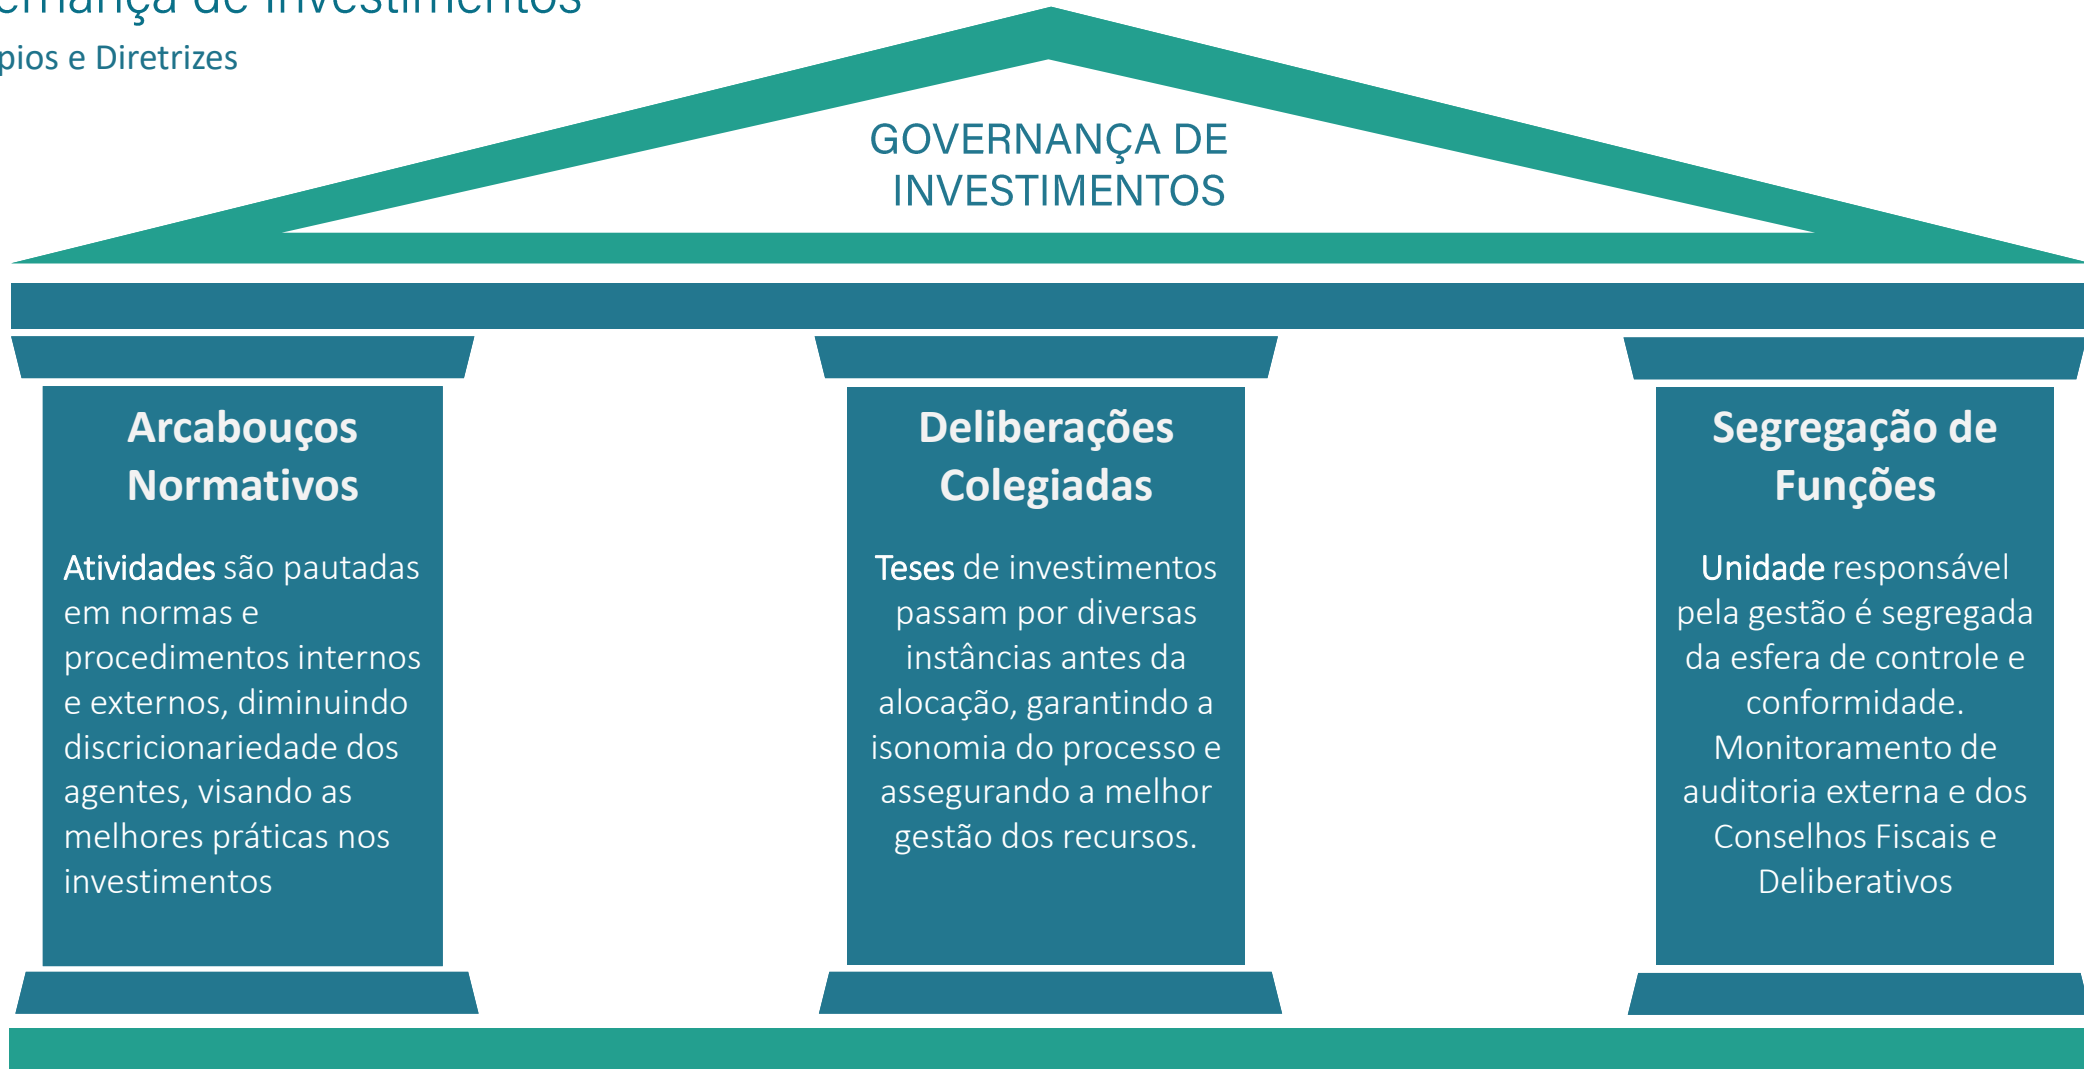 ernança de Investimentos
pios e Diretrizes
GOVERNANÇA DE
INVESTIMENTOS
Arcabouços
Normativos
Atividades são pautadas
em normas e
procedimentos internos
e externos, diminuindo
discricionariedade dos
agentes, visando as
melhores práticas nos
investimentos
Deliberações
Colegiadas
Teses de investimentos
passam por diversas
instâncias antes da
alocação, garantindo a
isonomia do processo e
assegurando a melhor
gestão dos recursos.
Segregação de
Funções
Unidade responsável
pela gestão é segregada
da esfera de controle e
conformidade.
Monitoramento de
auditoria externa e dos
Conselhos Fiscais e
Deliberativos